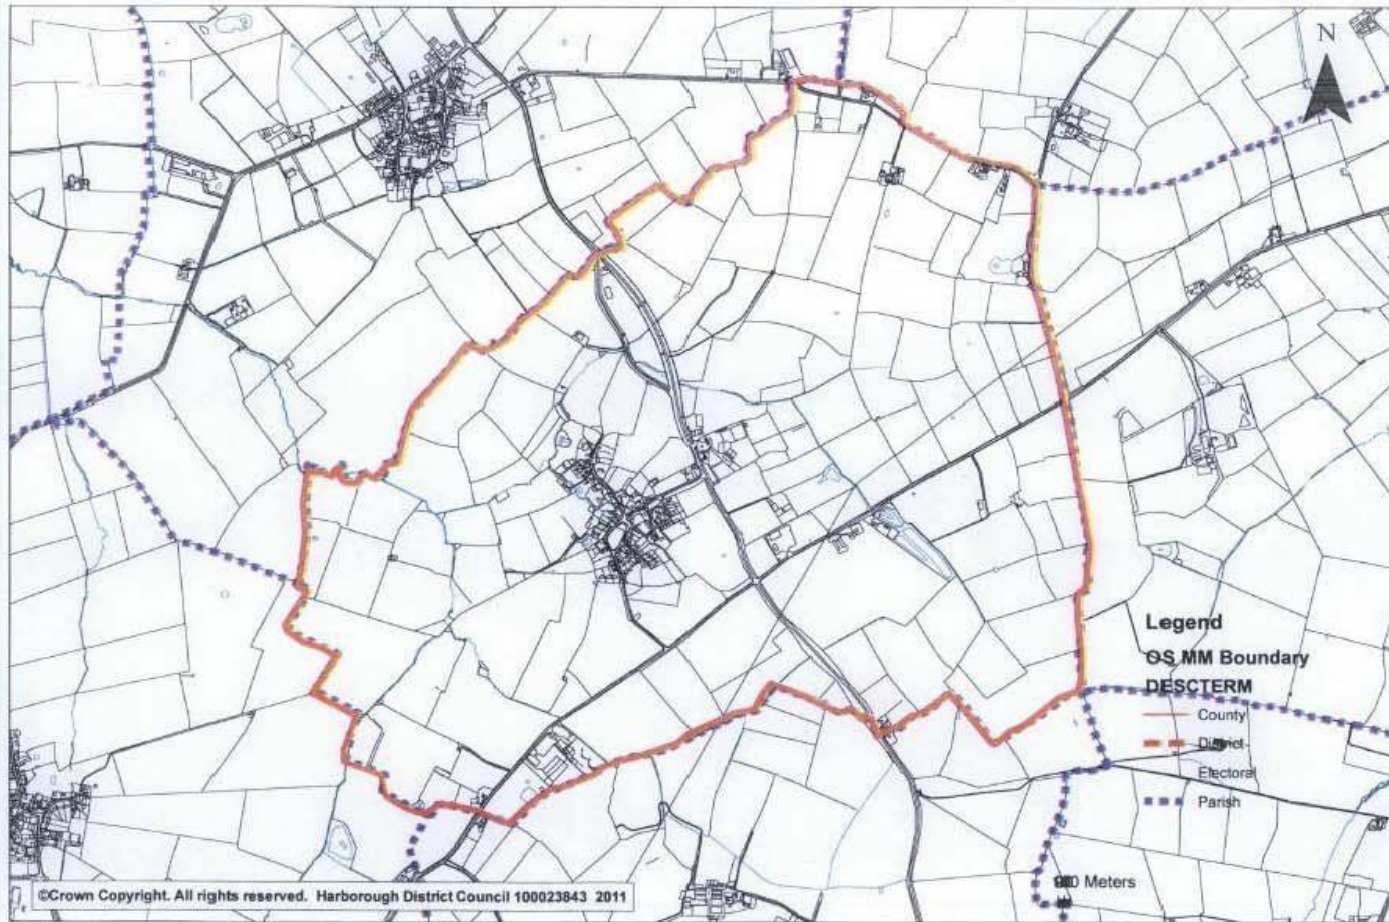 N
Legend
OS MM Boundary
DESCTERM
County
District
Electoral
Parish
Meters
©Crown Copyright. All rights reserved. Harborough District Council 100023843 2011